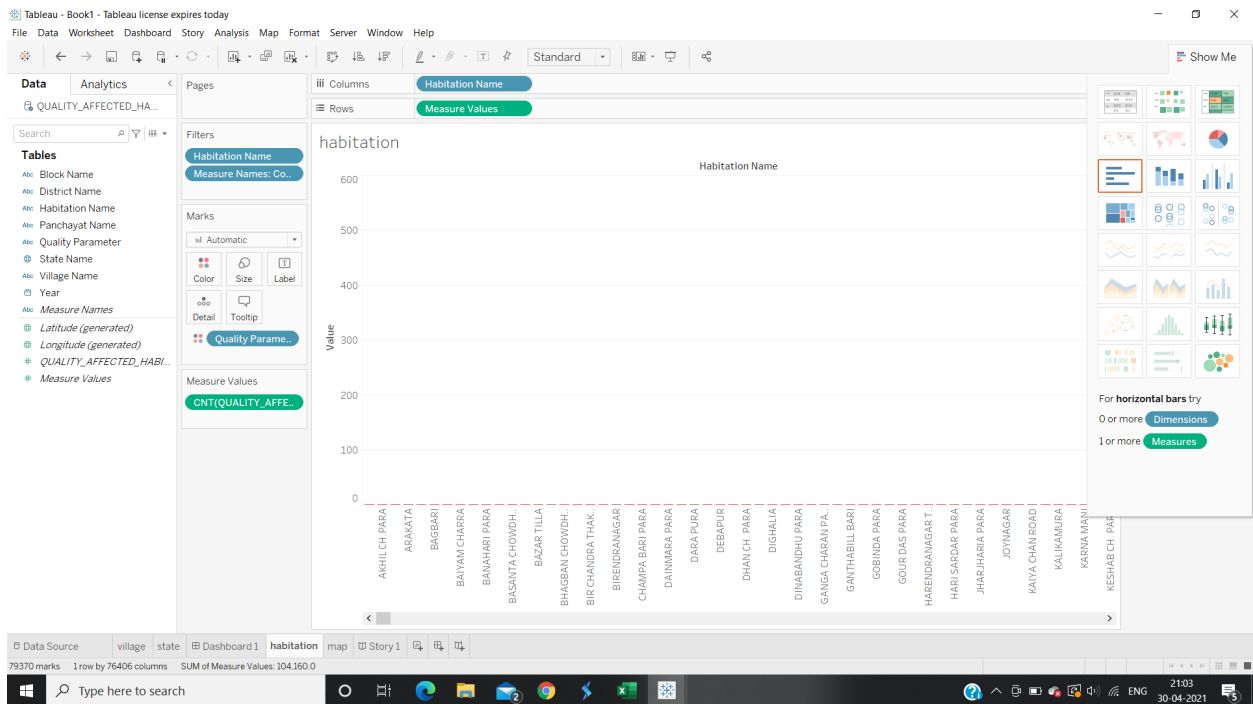 Tableau - Book1 - Tableau license expires today
File Data Worksheet Dashboard Story Analysis Map Format Server Window Help
Standard
Show Me
Data Analytics
QUALITY_AFFECTED_HA...
Search
Tables
Abc Block Name
Abc District Name
Abc Habitation Name
Abc Panchayat Name
Abc Quality Parameter
State Name
Abc Village Name
Year
Abc Measure Names
Latitude (generated)
Longitude (generated)
# QUALITY_AFFECTED_HABI...
# Measure Values
Pages
Filters
Habitation Name
Measure Names: Co..
Marks
Automatic
Color Size Label
Detail Tooltip
Quality Parame..
Measure Values
CNT(QUALITY_AFFE..
iii Columns Habitation Name
Rows Measure Values
habitation
Habitation Name
Value
600
500
400
300
200
100
0
AKHIL CH. PARA
ARAKATA
BAGBARI
BAIYAM CHARRA
BANAHARI PARA
BASANTA CHOWDH..
BAZAR TILLA
BHAGBAN CHOWDH..
BIR CHANDRA THAK..
BIRENDRANAGAR
CHAMPA BARI PARA
DAINMARA PARA
DARA PURA
DEBAPUR
DHAN CH. PARA
DIGHALIA
DINABANDHU PARA
GANGA CHARAN PA..
GANTHABILL BARI
GOBINDA PARA
GOUR DAS PARA
HARENDRANAGAR T..
HARI SARDAR PARA
JHARJHARIA PARA
JOYNAGAR
KAIYA CHAN ROAD
KALIKAMURA
KARNA MANI
KESHAB CH. PAR
For horizontal bars try
0 or more Dimensions
1 or more Measures
Data Source village state Dashboard 1 habitation map Story 1
79370 marks 1 row by 76406 columns SUM of Measure Values: 104,160.0
Type here to search
2
ENG
21:03
30-04-2021
5